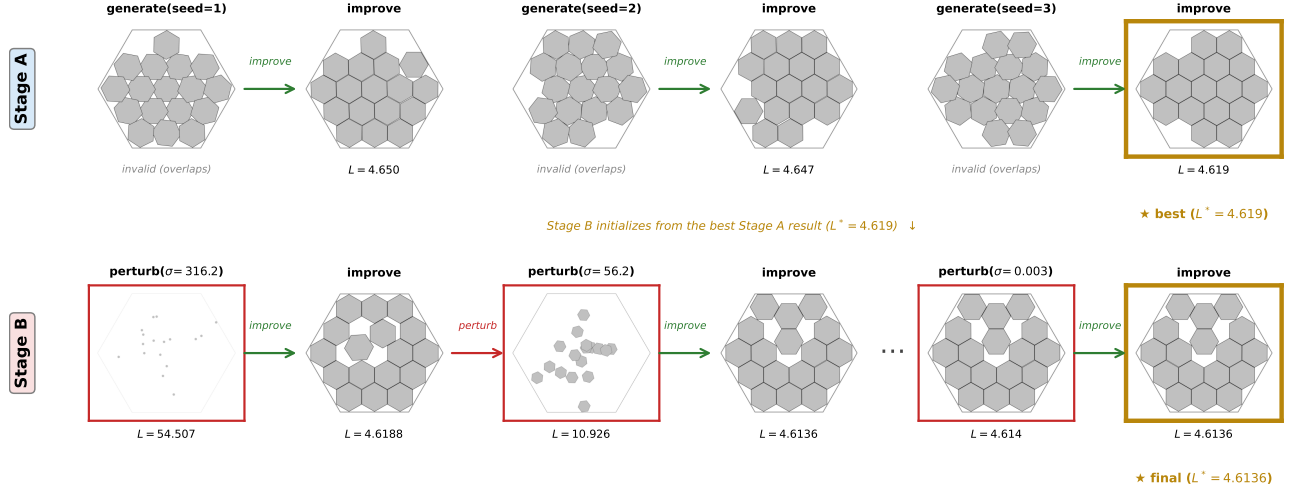 generate(seed=1)
improve
generate(seed=2)
improve
generate(seed=3)
improve
Stage A
improve
improve
improve
invalid (overlaps)
L = 4.650
invalid (overlaps)
L = 4.647
invalid (overlaps)
L = 4.619
★ best (L* = 4.619)
Stage B initializes from the best Stage A result (L* = 4.619) ↓
perturb(σ= 316.2)
improve
perturb(σ= 56.2)
improve
perturb(σ= 0.003)
improve
Stage B
improve
perturb
improve
...
improve
L = 54.507
L = 4.6188
L = 10.926
L = 4.6136
L = 4.614
L = 4.6136
★ final (L* = 4.6136)